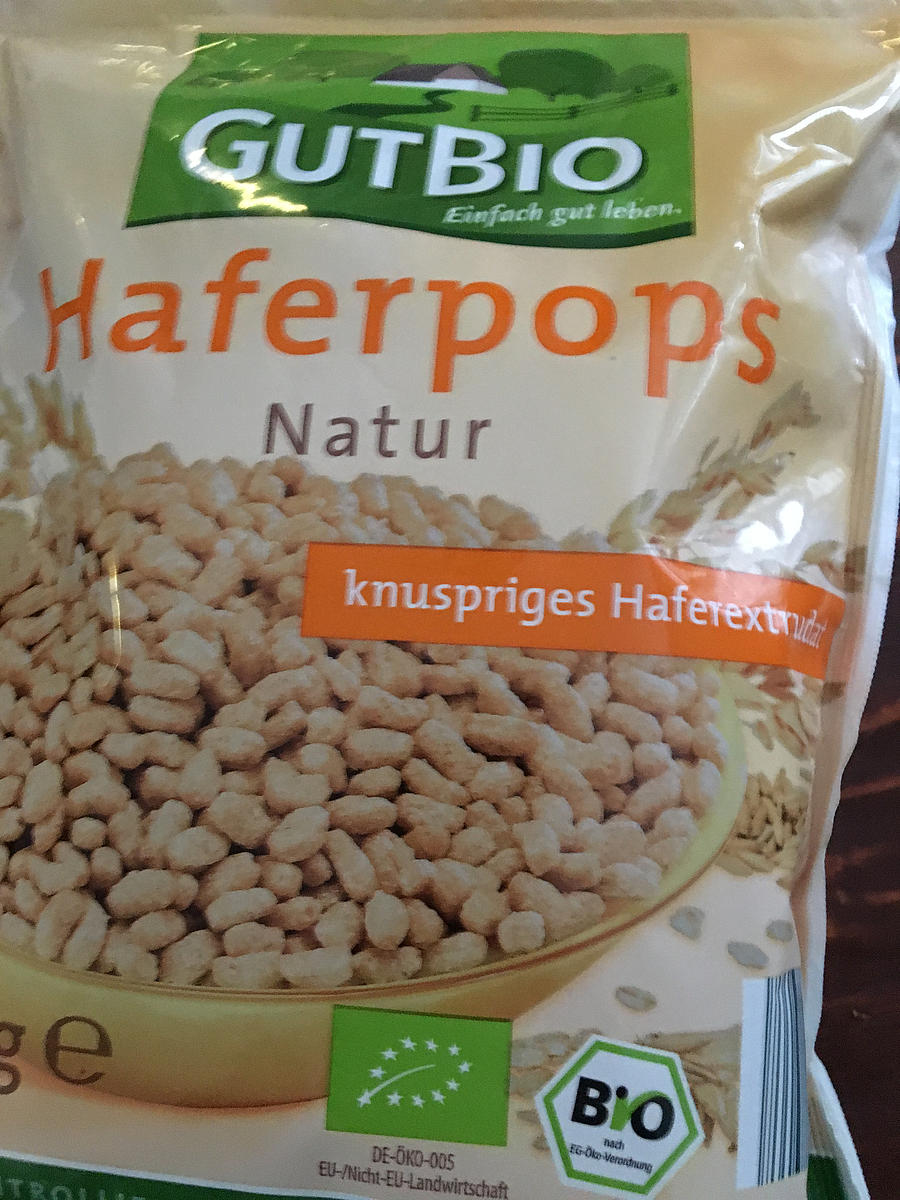 GUTBIO
Einfach gut leben.
Haferpops
Natur
knuspriges Haferextrudat
g e
DE-ÖKO-005
EU-/Nicht-EU-Landwirtschaft
BiO
nach
EG-Öko-Verordnung